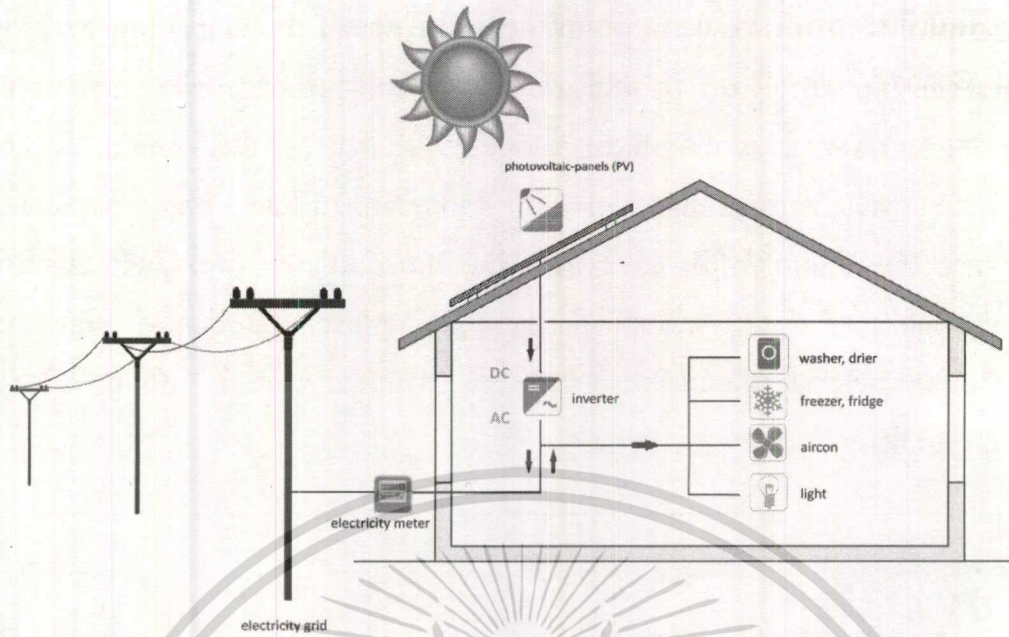 photovoltaic-panels (PV)
DC
inverter
AC
washer, drier
freezer, fridge
aircon
light
electricity meter
electricity grid